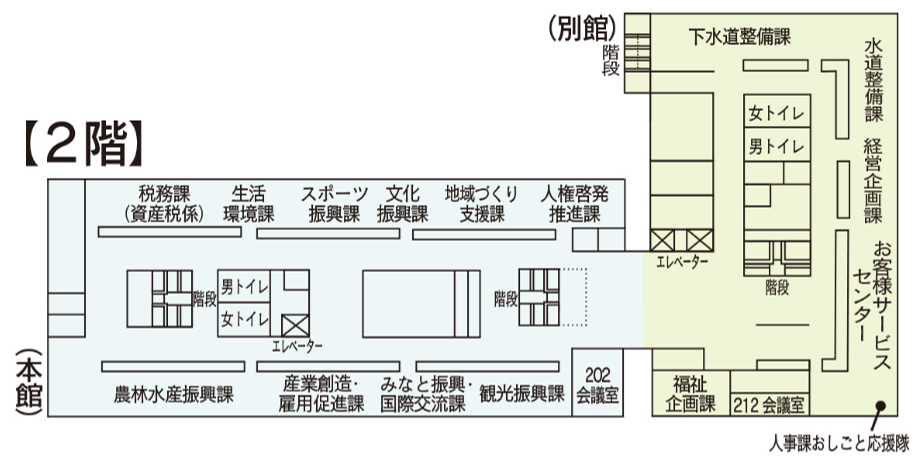 (別館)
階段
下水道整備課
水道整備課
女トイレ
男トイレ
経営企画課
【2階】
税務課
(資産税係)
生活
環境課
スポーツ
振興課
文化
振興課
地域づくり
支援課
人権啓発
推進課
エレベーター
階段
お客様サービス
センター
男トイレ
女トイレ
階段
エレベーター
階段
(本館)
農林水産振興課
産業創造・
雇用促進課
みなと振興・
国際交流課
観光振興課
202
会議室
福祉
企画課
212 会議室
人事課おしごと応援隊